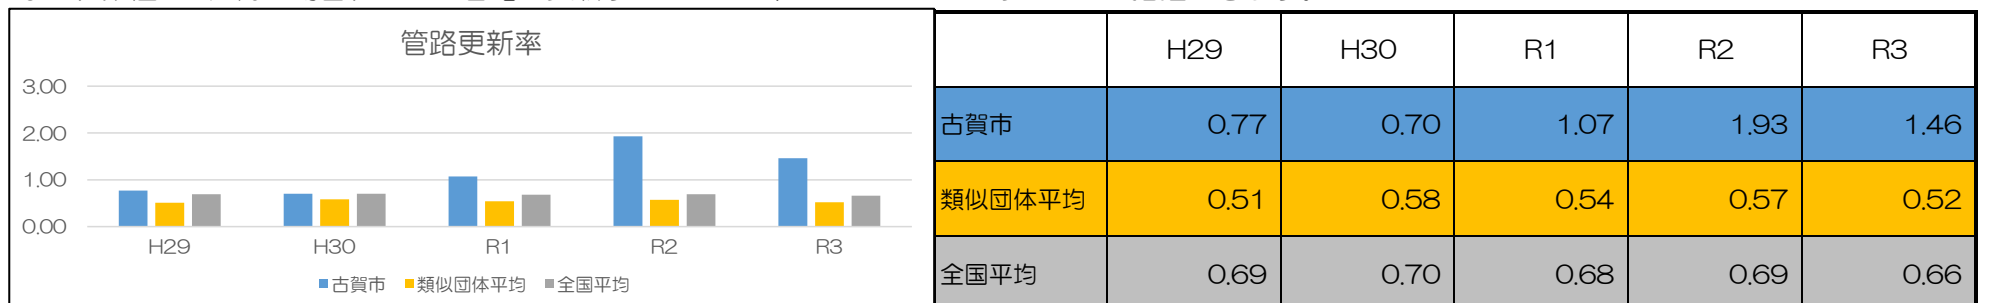 管路更新率
3.00
2.00
1.00
0.00
H29 H30 R1 R2 R3
古賀市 類似団体平均 全国平均
H29 H30 R1 R2 R3
古賀市 0.77 0.70 1.07 1.93 1.46
類似団体平均 0.51 0.58 0.54 0.57 0.52
全国平均 0.69 0.70 0.68 0.69 0.66